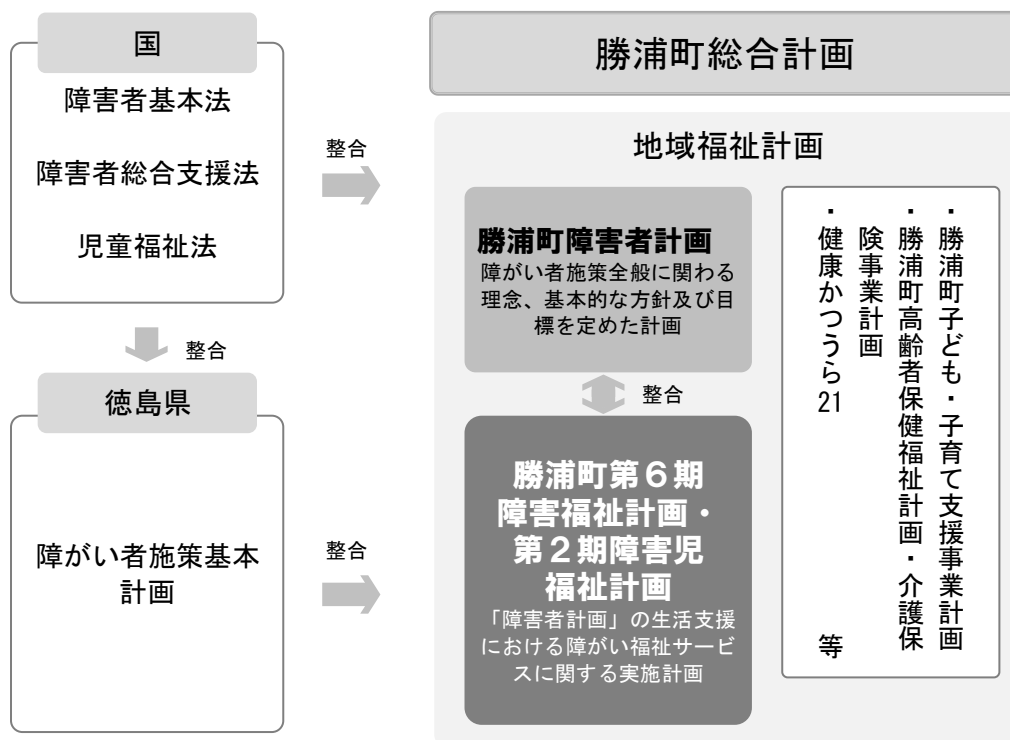 国
障害者基本法
障害者総合支援法
児童福祉法
整合
整合
徳島県
障がい者施策基本
計画
整合
勝浦町総合計画
地域福祉計画
勝浦町障害者計画
障がい者施策全般に関わる
理念、基本的な方針及び目
標を定めた計画
整合
勝浦町第６期
障害福祉計画・
第２期障害児
福祉計画
「障害者計画」の生活支援
における障がい福祉サービ
スに関する実施計画
・勝浦町子ども・子育て支援事業計画
・勝浦町高齢者保健福祉計画・介護保
険事業計画
・健康かつうら21 等